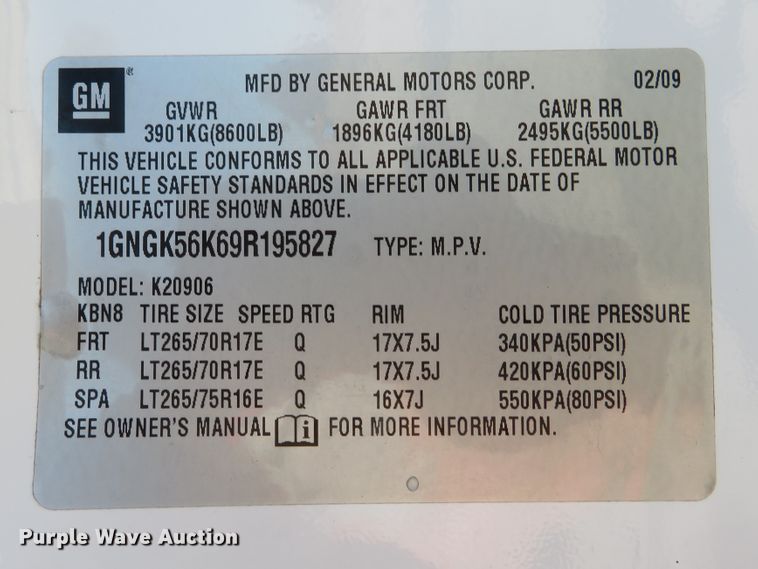 GM® MFD BY GENERAL MOTORS CORP. 02/09
GVWR GAWR FRT GAWR RR
3901KG(8600LB) 1896KG(4180LB) 2495KG(5500LB)
THIS VEHICLE CONFORMS TO ALL APPLICABLE U.S. FEDERAL MOTOR
VEHICLE SAFETY STANDARDS IN EFFECT ON THE DATE OF
MANUFACTURE SHOWN ABOVE.
1GNGK56K69R195827 TYPE: M.P.V.
MODEL: K20906
KBN8 TIRE SIZE SPEED RTG RIM COLD TIRE PRESSURE
FRT LT265/70R17E Q 17X7.5J 340KPA(50PSI)
RR LT265/70R17E Q 17X7.5J 420KPA(60PSI)
SPA LT265/75R16E Q 16X7J 550KPA(80PSI)
SEE OWNER'S MANUAL i FOR MORE INFORMATION.
Purple Wave Auction